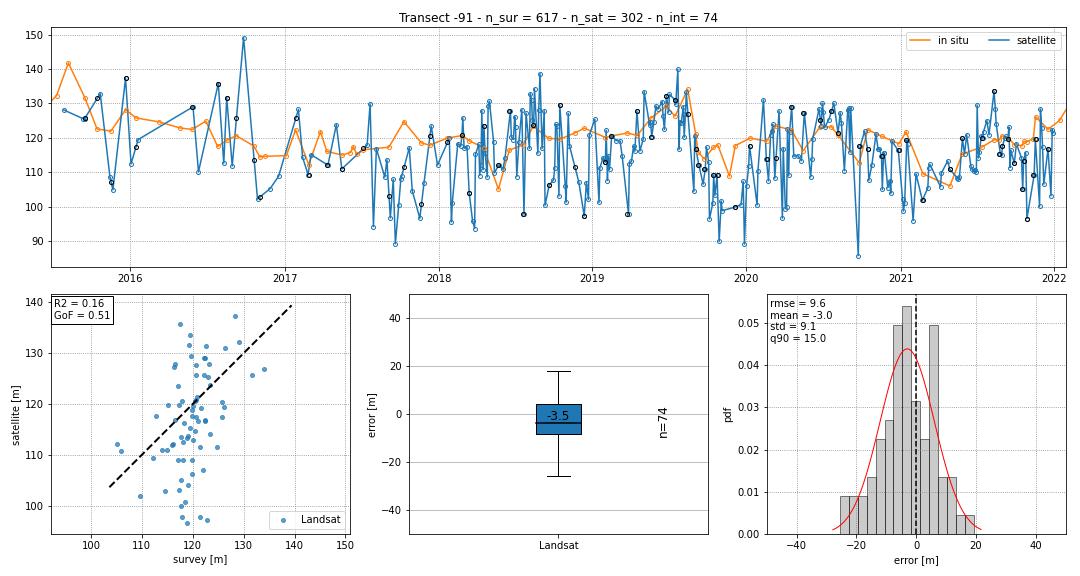 Transect -91 - n_sur = 617 - n_sat = 302 - n_int = 74
in situ
satellite
150
140
130
120
110
100
90
2016
2017
2018
2019
2020
2021
2022
R2 = 0.16
GoF = 0.51
satellite [m]
140
130
120
110
100
Landsat
100
110
120
130
140
150
survey [m]
error [m]
40
20
0
−20
−40
-3.5
n=74
Landsat
rmse = 9.6
mean = -3.0
std = 9.1
q90 = 15.0
pdf
0.05
0.04
0.03
0.02
0.01
0.00
−40
−20
0
20
40
error [m]